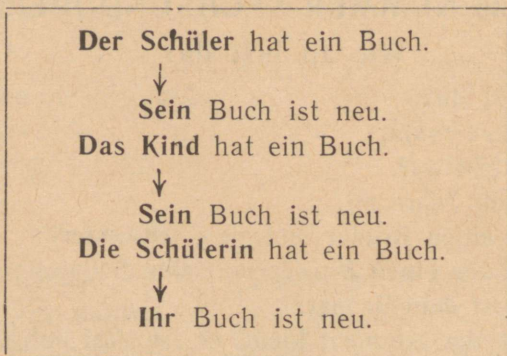 Der Schüler hat ein Buch.
Sein Buch ist neu.
Das Kind hat ein Buch.
Sein Buch ist neu.
Die Schülerin hat ein Buch.
Ihr Buch ist neu.